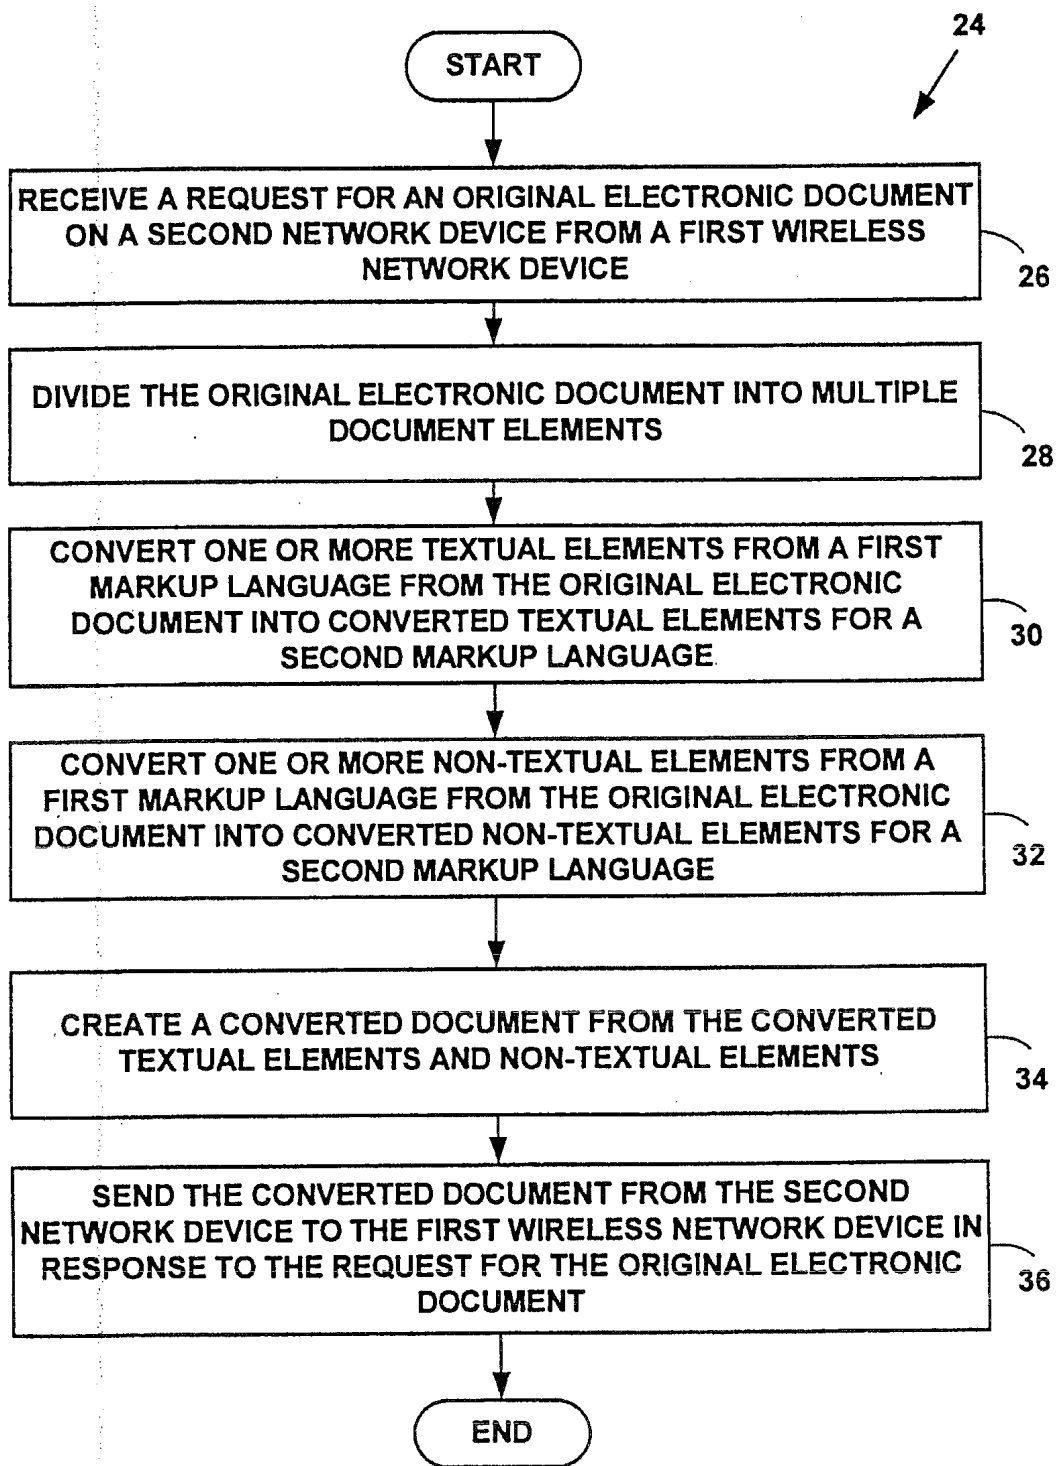 24
START
RECEIVE A REQUEST FOR AN ORIGINAL ELECTRONIC DOCUMENT
ON A SECOND NETWORK DEVICE FROM A FIRST WIRELESS
NETWORK DEVICE
26
DIVIDE THE ORIGINAL ELECTRONIC DOCUMENT INTO MULTIPLE
DOCUMENT ELEMENTS
28
CONVERT ONE OR MORE TEXTUAL ELEMENTS FROM A FIRST
MARKUP LANGUAGE FROM THE ORIGINAL ELECTRONIC
DOCUMENT INTO CONVERTED TEXTUAL ELEMENTS FOR A
SECOND MARKUP LANGUAGE
30
CONVERT ONE OR MORE NON-TEXTUAL ELEMENTS FROM A
FIRST MARKUP LANGUAGE FROM THE ORIGINAL ELECTRONIC
DOCUMENT INTO CONVERTED NON-TEXTUAL ELEMENTS FOR A
SECOND MARKUP LANGUAGE
32
CREATE A CONVERTED DOCUMENT FROM THE CONVERTED
TEXTUAL ELEMENTS AND NON-TEXTUAL ELEMENTS
34
SEND THE CONVERTED DOCUMENT FROM THE SECOND
NETWORK DEVICE TO THE FIRST WIRELESS NETWORK DEVICE IN
RESPONSE TO THE REQUEST FOR THE ORIGINAL ELECTRONIC
DOCUMENT
36
END